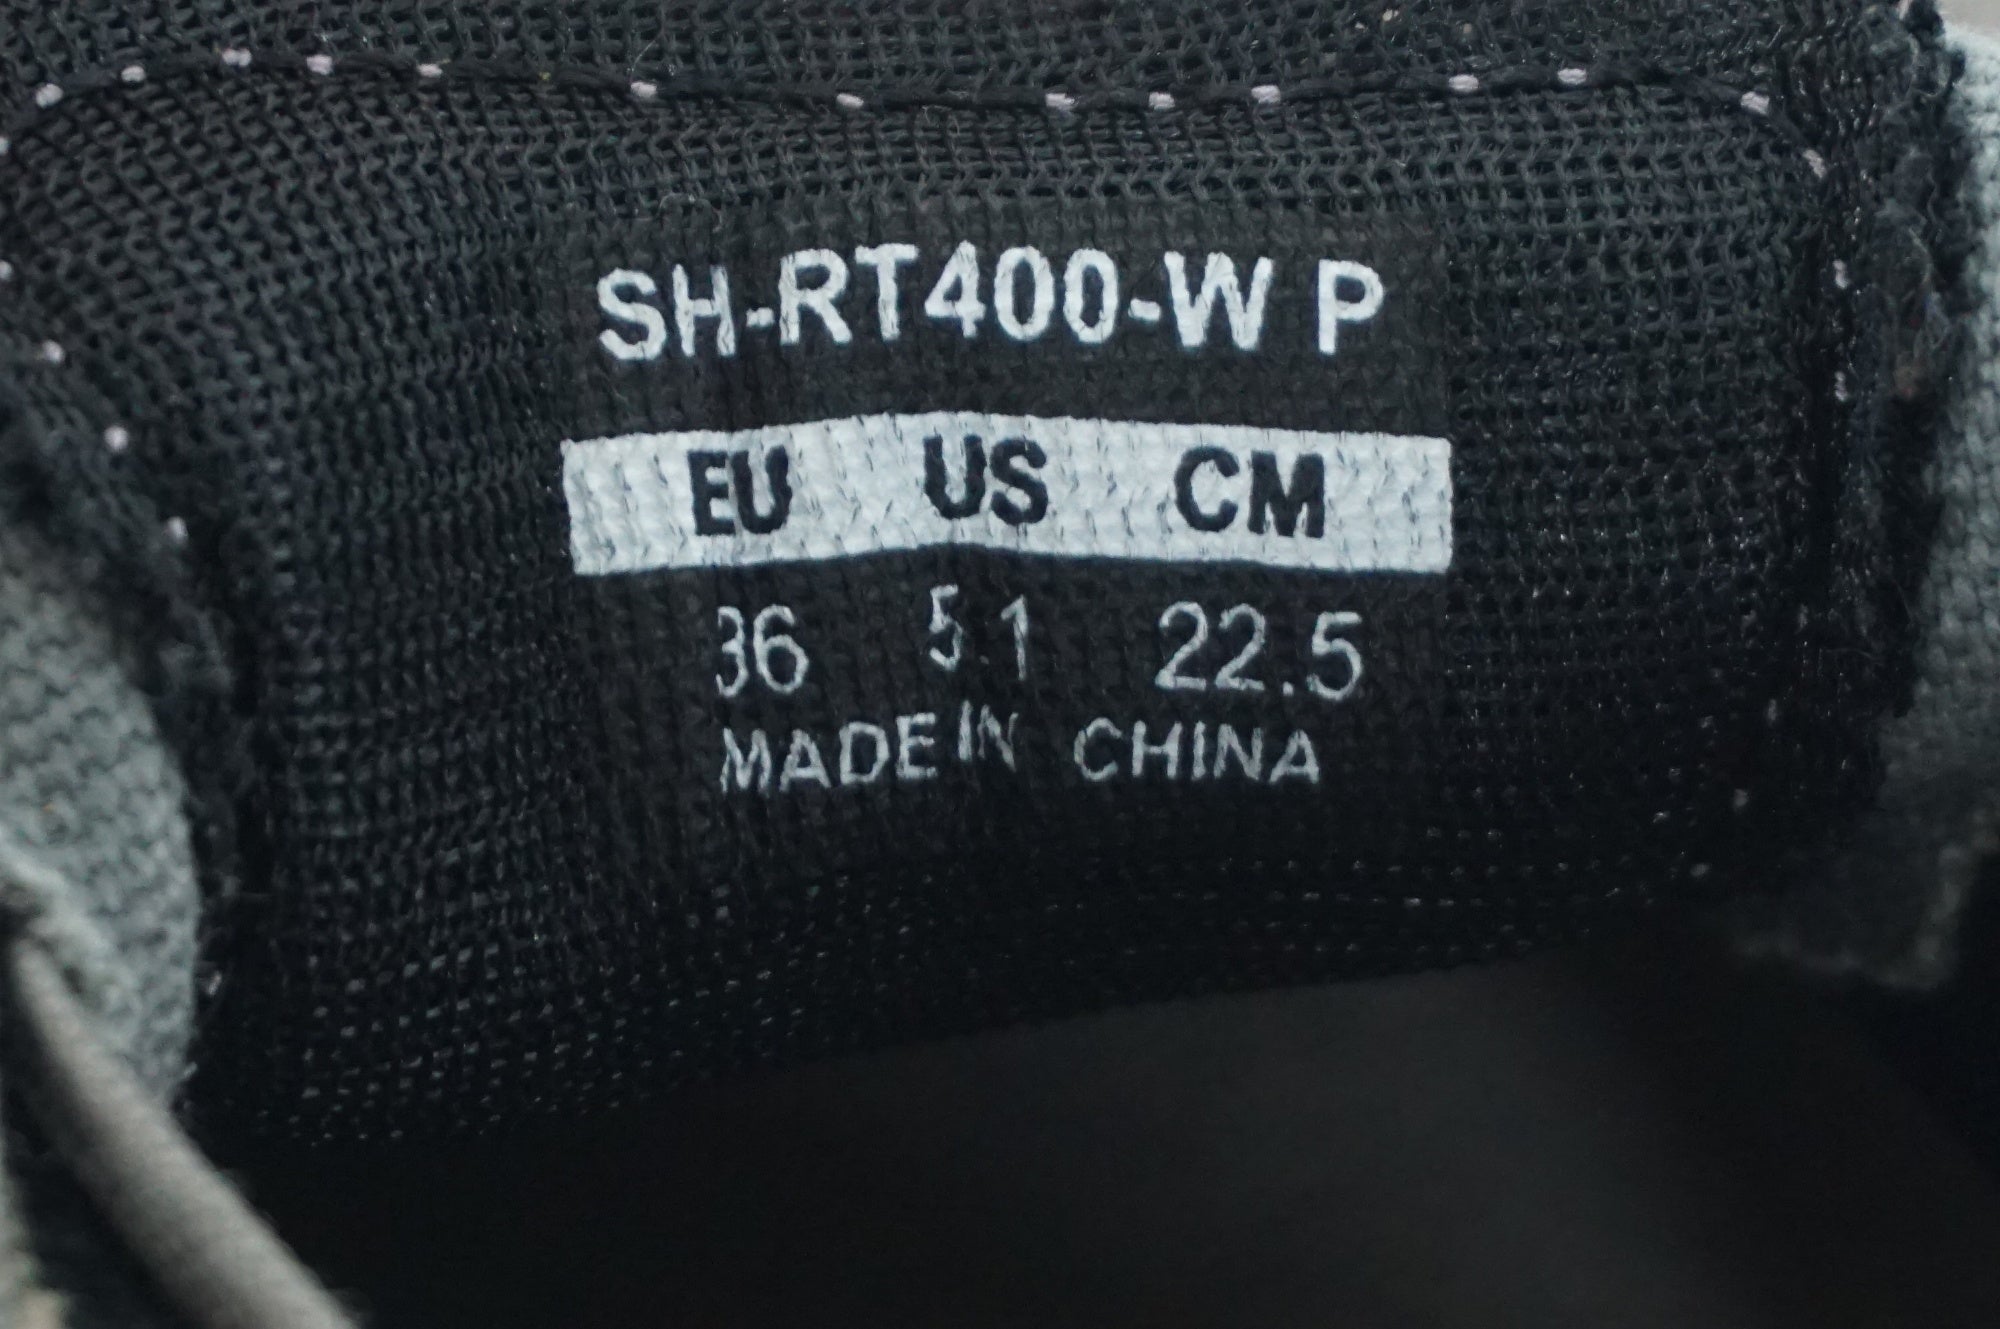 SH-RT400-W P
EU US CM
36 5.1 22.5
MADE IN CHINA